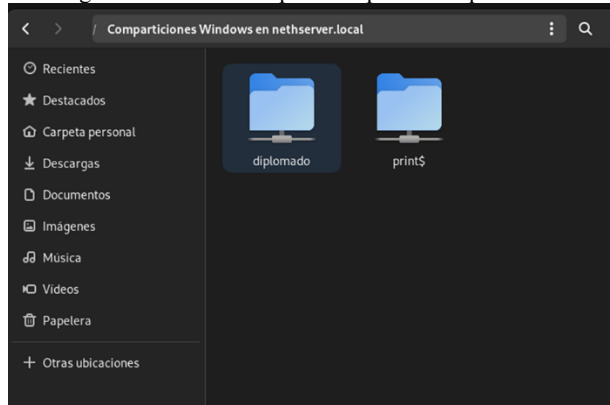 / Comparticiones Windows en nethserver.local
Recientes
Destacados
Carpeta personal
Descargas
Documentos
Imágenes
Música
Vídeos
Papelera
+ Otras ubicaciones
diplomado
print$